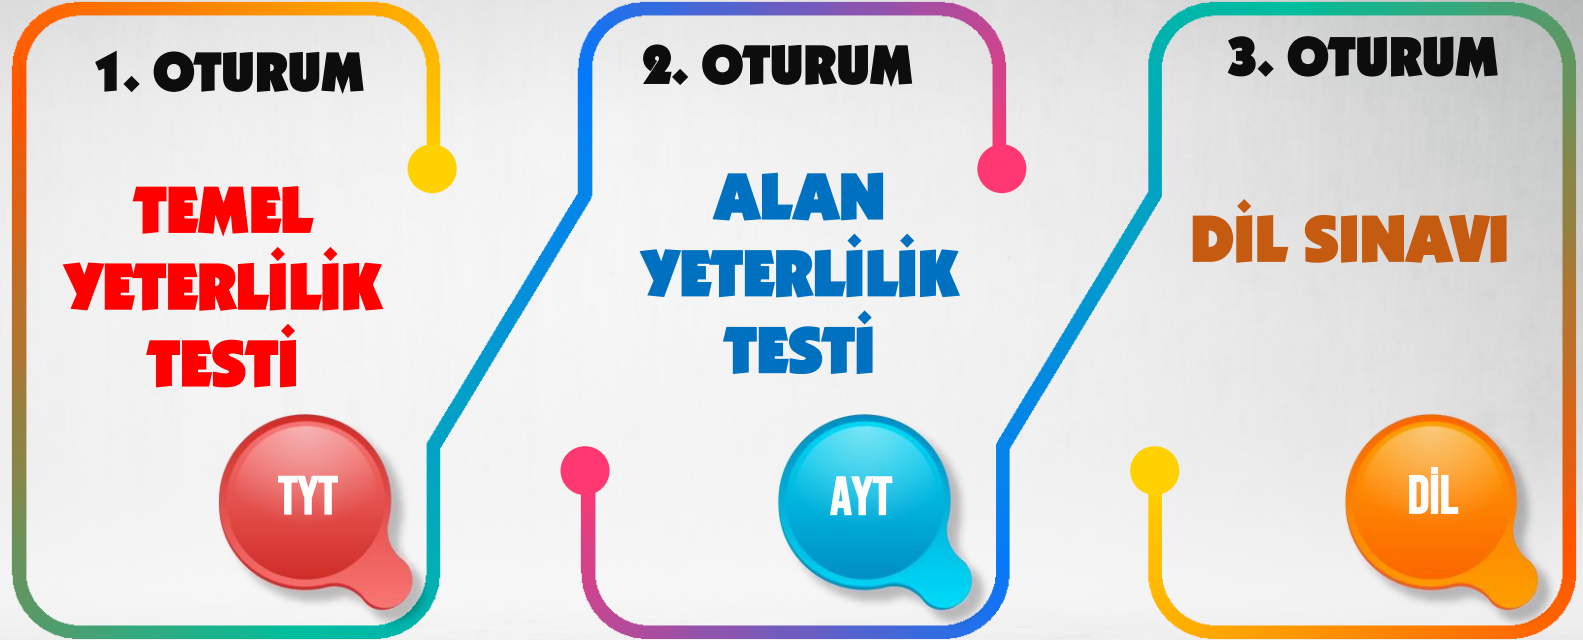 1. OTURUM
TEMEL
YETERLİLİK
TESTİ
TYT
2. OTURUM
ALAN
YETERLİLİK
TESTİ
AYT
3. OTURUM
DİL SINAVI
DİL